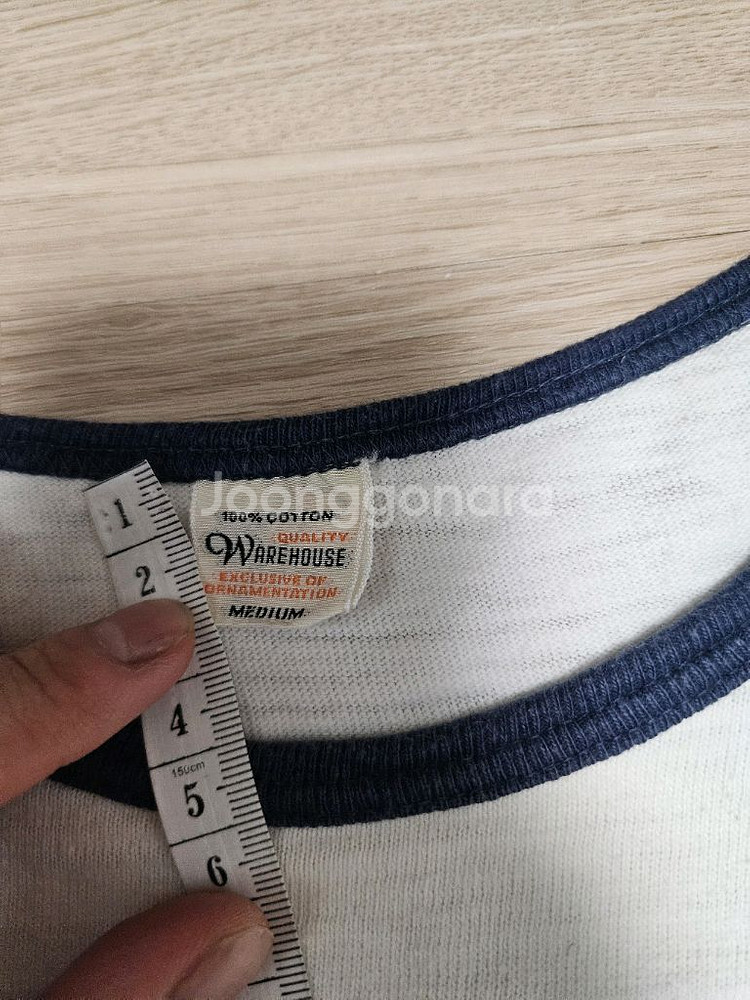 Joonggonara
100% COTTON
QUALITY
WAREHOUSE
EXCLUSIVE OF
ORNAMENTATION
MEDIUM
1
2
4
150cm
5
6